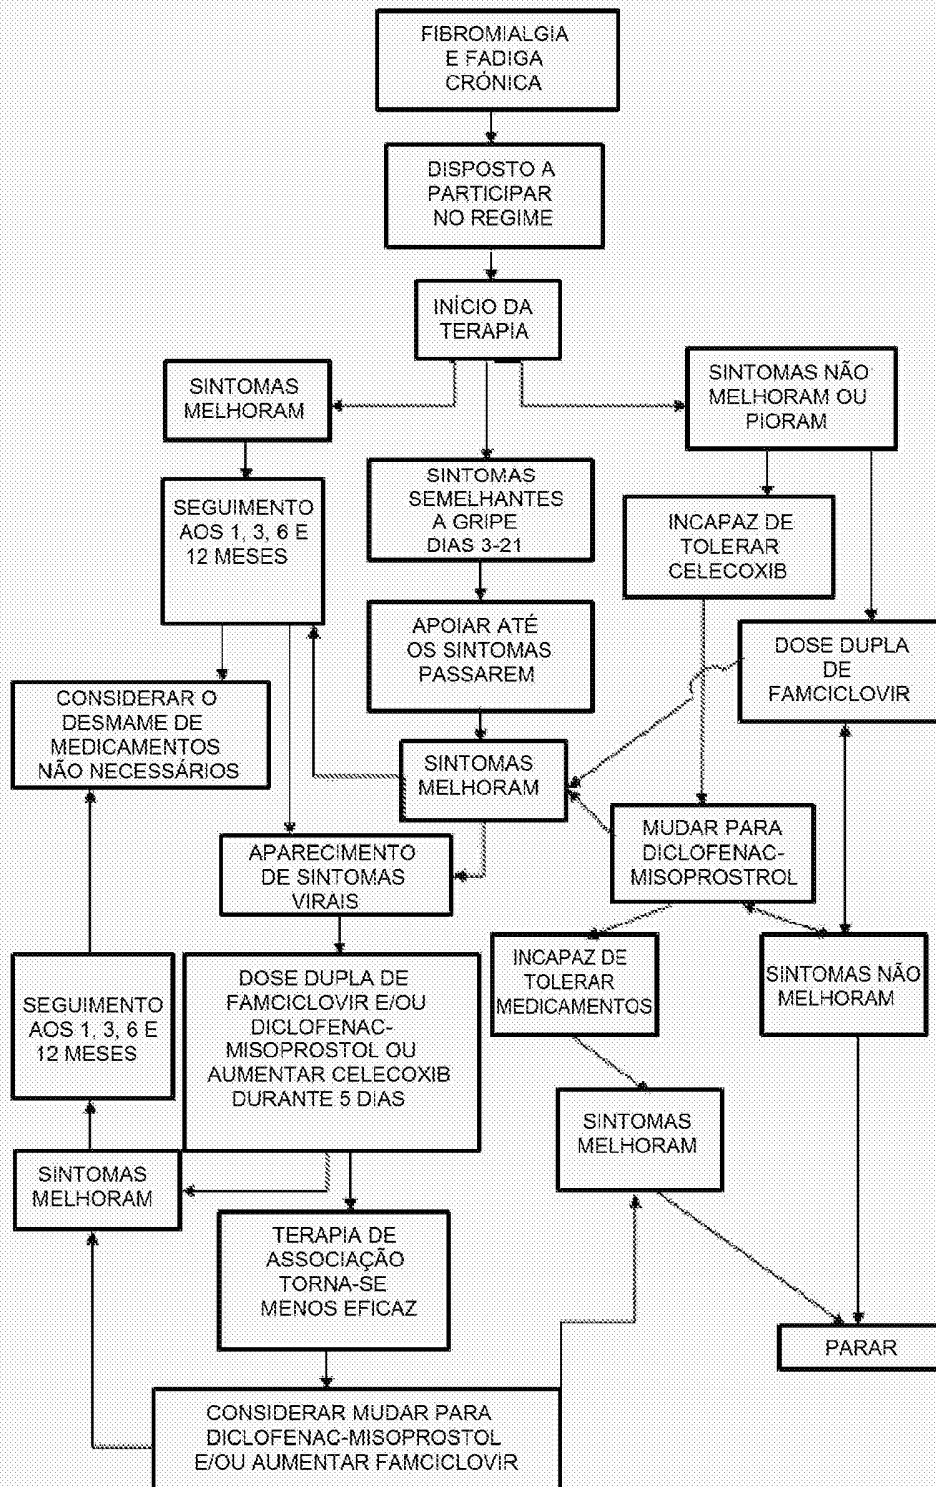 FIBROMIALGIA
E FADIGA
CRÓNICA
DISPOSTO A
PARTICIPAR
NO REGIME
INÍCIO DA
TERAPIA
SINTOMAS
MELHORAM
SINTOMAS NÃO
MELHORAM OU
PIORAM
SEGUIMENTO
AOS 1, 3, 6 E
12 MESES
SINTOMAS
SEMELHANTES
A GRIPE
DIAS 3-21
INCAPAZ DE
TOLERAR
CELECOXIB
APOIAR ATÉ
OS SINTOMAS
PASSAREM
DOSE DUPLA
DE
FAMCICLOVIR
CONSIDERAR O
DESMAME DE
MEDICAMENTOS
NÃO NECESSÁRIOS
SINTOMAS
MELHORAM
MUDAR PARA
DICLOFENAC-
MISOPROSTROL
APARECIMENTO
DE SINTOMAS
VIRAIS
SEGUIMENTO
AOS 1, 3, 6 E
12 MESES
DOSE DUPLA DE
FAMCICLOVIR E/OU
DICLOFENAC-
MISOPROSTOL OU
AUMENTAR CELECOXIB
DURANTE 5 DIAS
INCAPAZ DE
TOLERAR
MEDICAMENTOS
SINTOMAS NÃO
MELHORAM
SINTOMAS
MELHORAM
SINTOMAS
MELHORAM
TERAPIA DE
ASSOCIAÇÃO
TORNA-SE
MENOS EFICAZ
PARAR
CONSIDERAR MUDAR PARA
DICLOFENAC-MISOPROSTOL
E/OU AUMENTAR FAMCICLOVIR